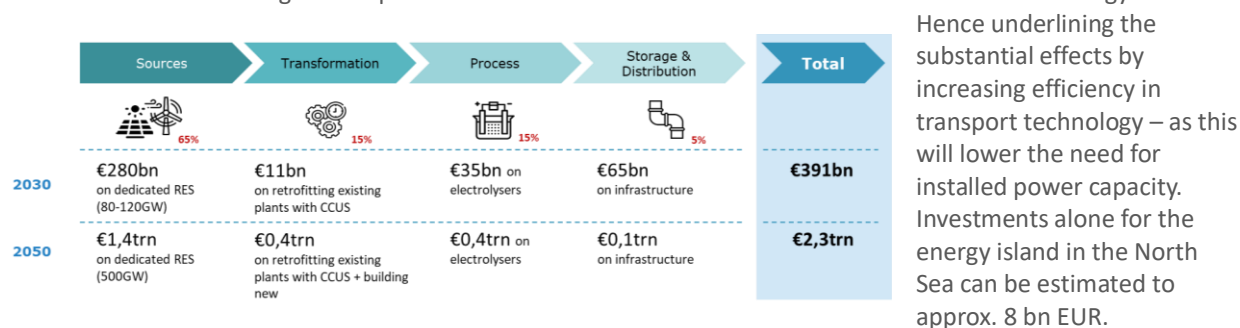 Hence underlining the
substantial effects by
increasing efficiency in
transport technology – as this
will lower the need for
installed power capacity.
Investments alone for the
energy island in the North
Sea can be estimated to
approx. 8 bn EUR.
Sources
Transformation
Process
Storage &
Distribution
Total
65%
15%
15%
5%
2030
€280bn
on dedicated RES
(80-120GW)
€11bn
on retrofitting existing
plants with CCUS
€35bn on
electrolysers
€65bn
on infrastructure
€391bn
2050
€1,4trn
on dedicated RES
(500GW)
€0,4trn
on retrofitting existing
plants with CCUS + building
new
€0,4trn on
electrolysers
€0,1trn
on infrastructure
€2,3trn